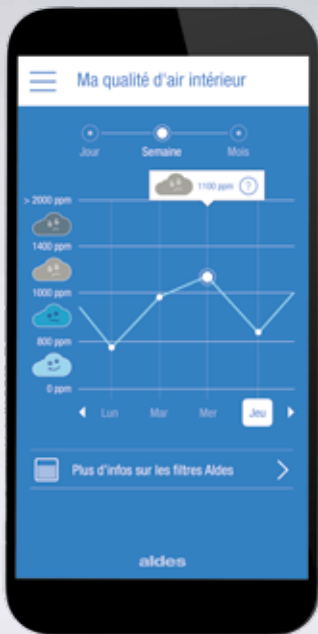 Ma qualité d'air intérieur
Jour Semaine Mois
1100 ppm ?
> 2000 ppm
1400 ppm
1000 ppm
800 ppm
0 ppm
Lun Mar Mer Jeu
Plus d'infos sur les filtres Aldes
aldes